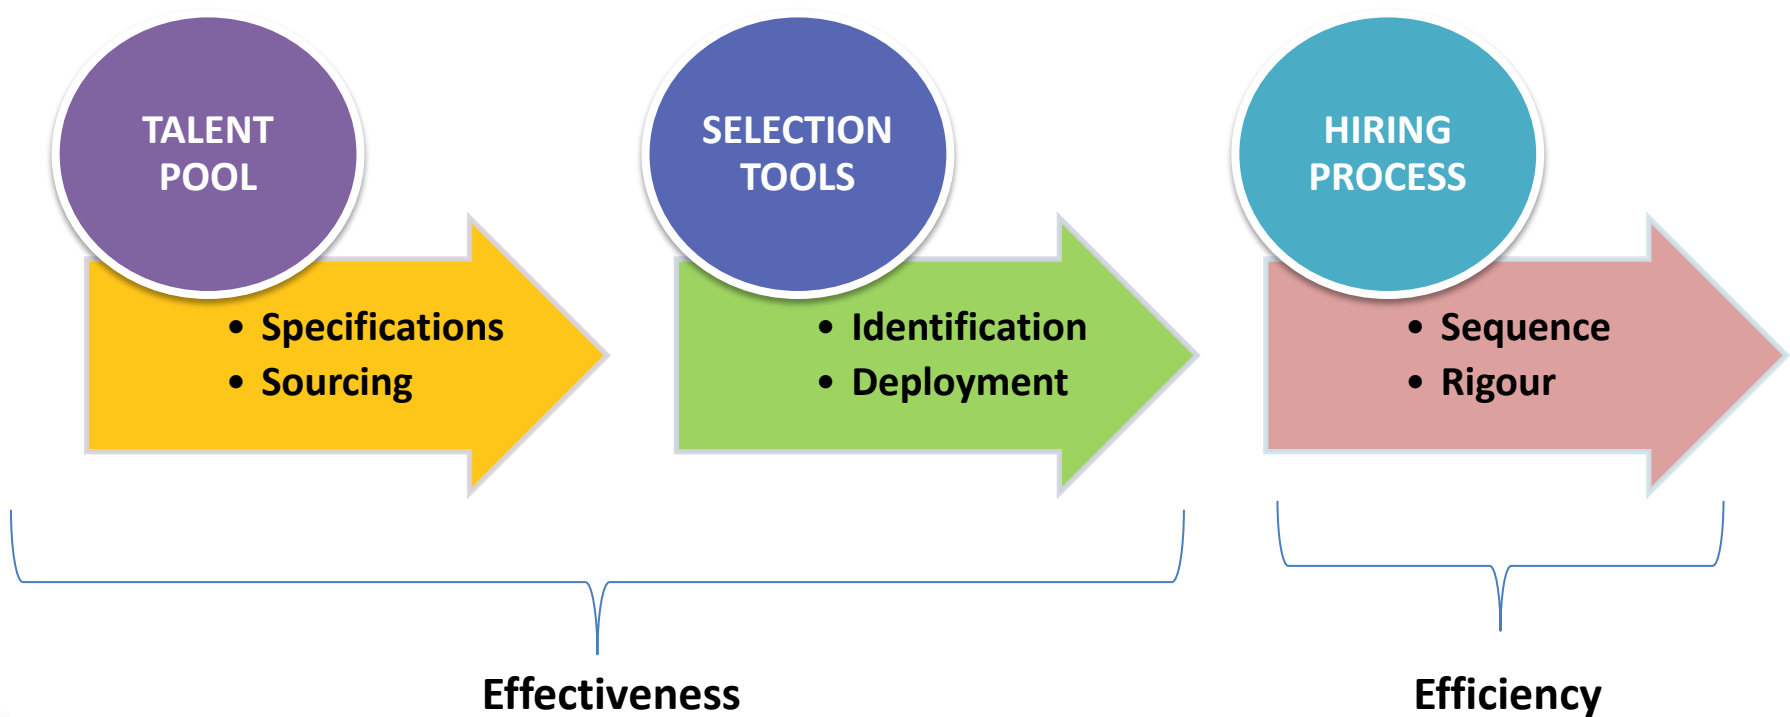 TALENT
POOL
• Specifications
• Sourcing
SELECTION
TOOLS
• Identification
• Deployment
HIRING
PROCESS
• Sequence
• Rigour
Effectiveness
Efficiency